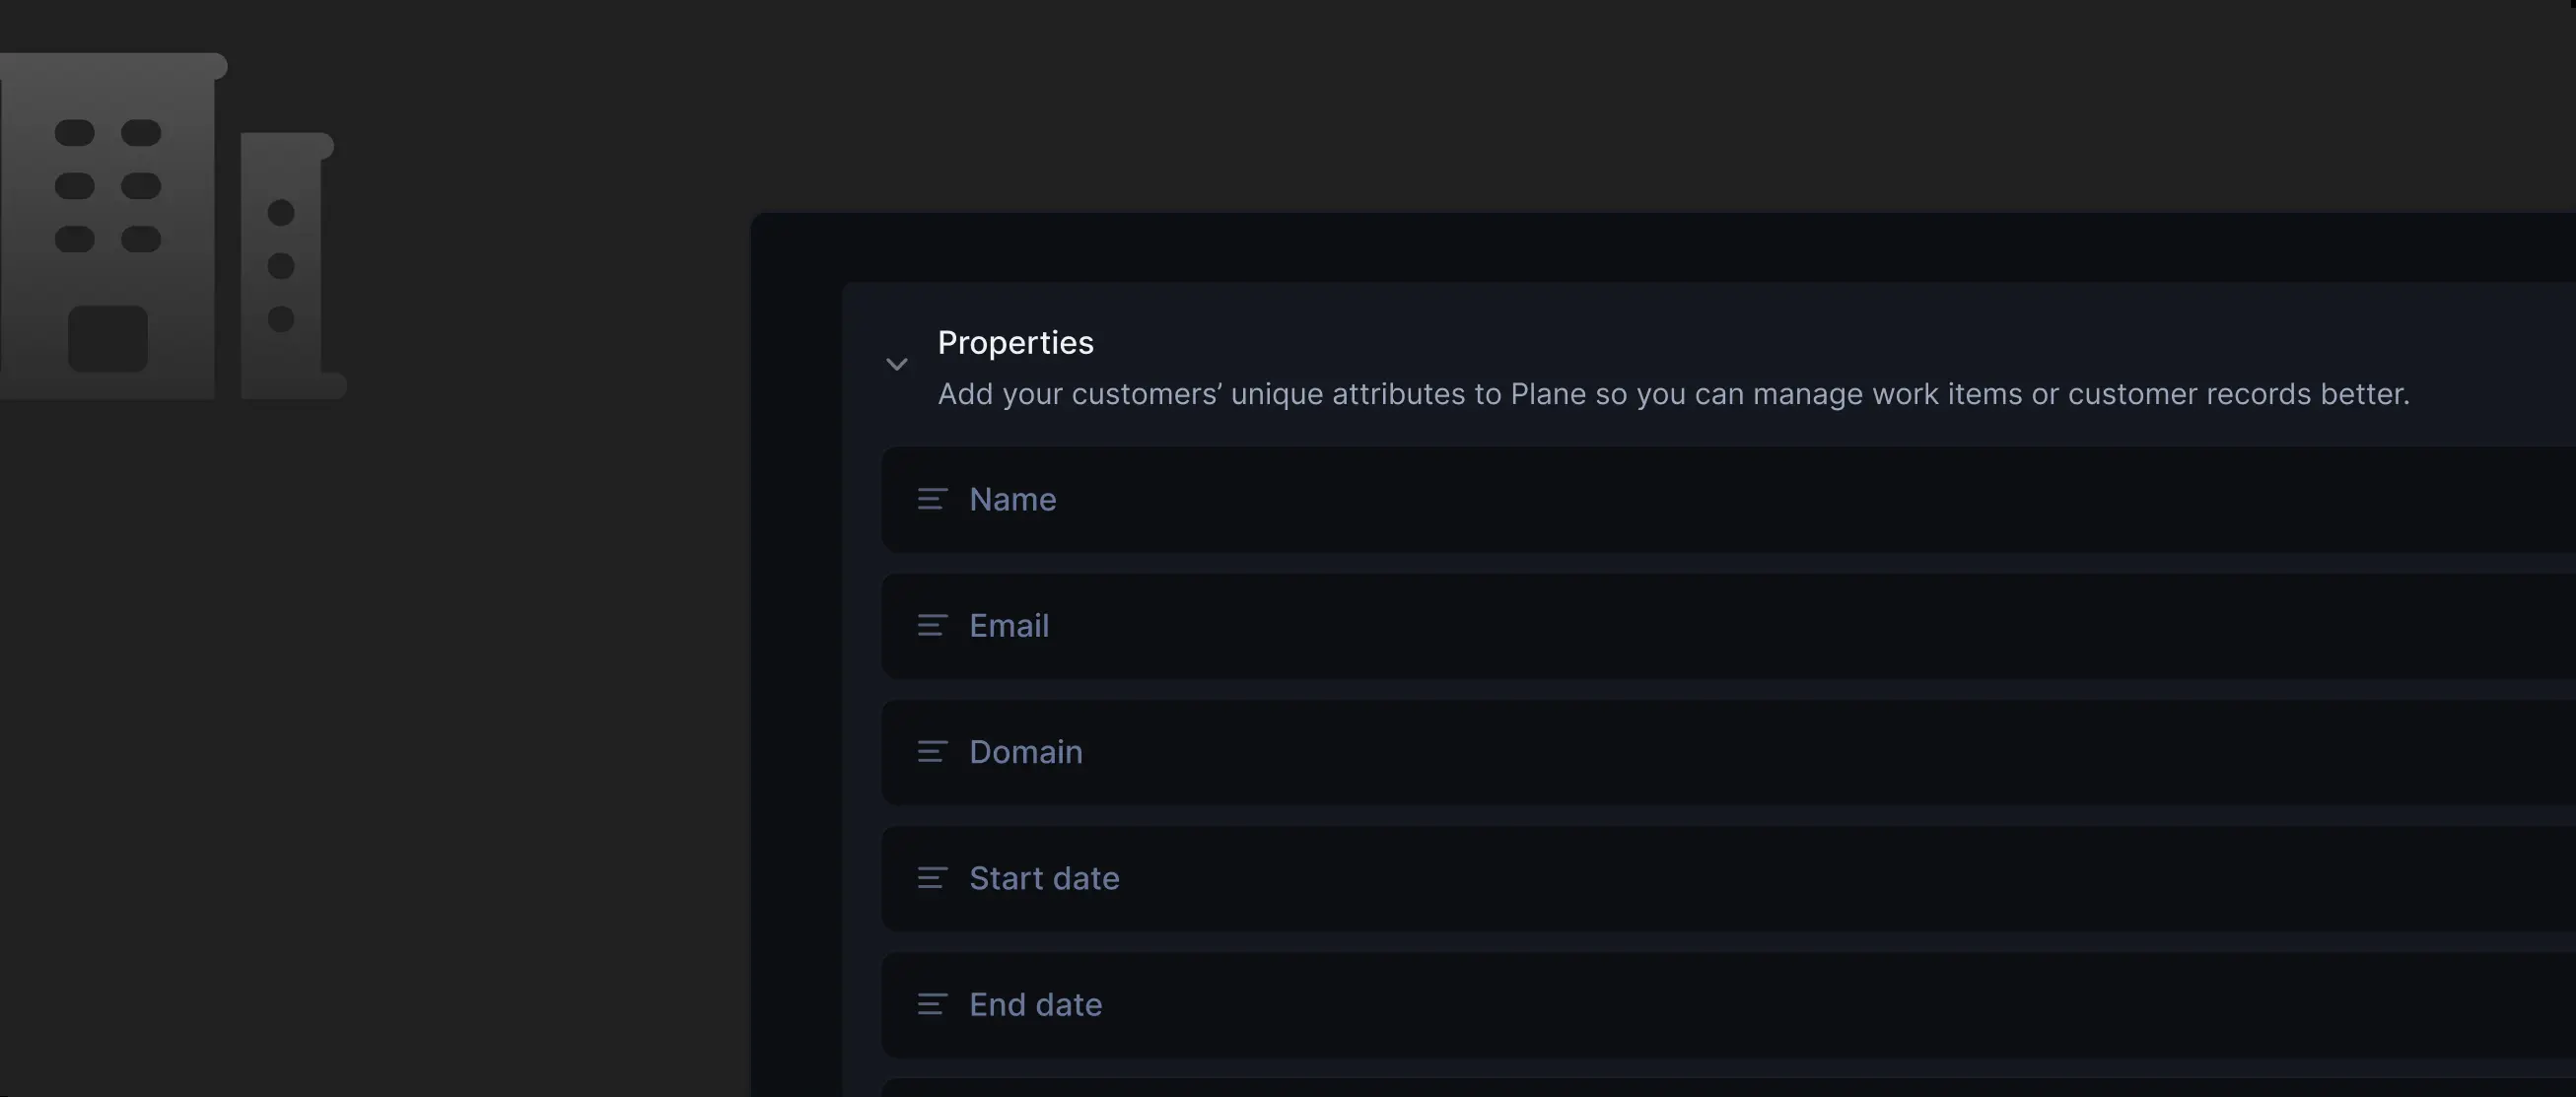 Properties
Add your customers’ unique attributes to Plane so you can manage work items or customer records better.
Name
Email
Domain
Start date
End date